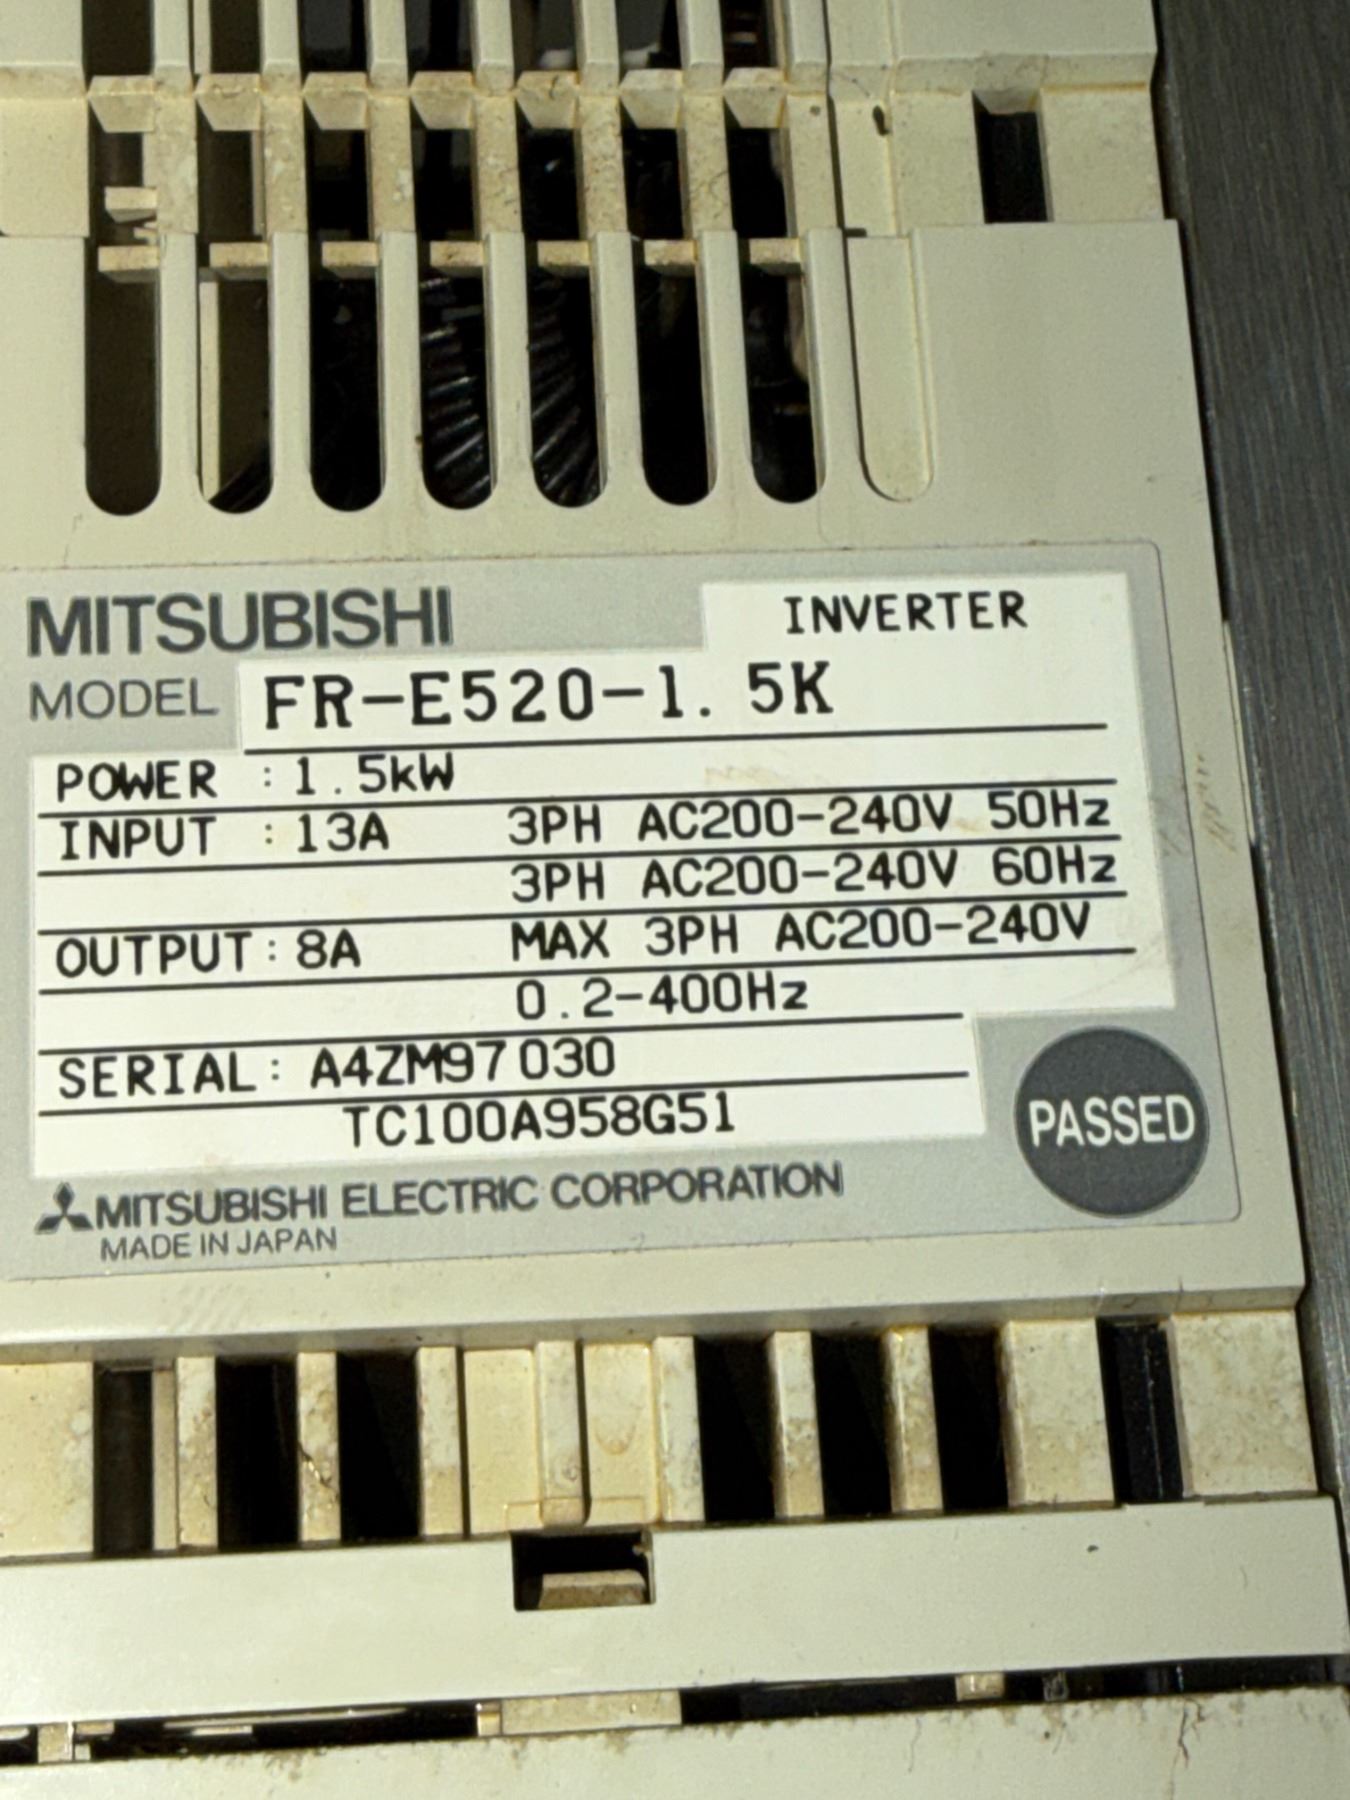 MITSUBISHI INVERTER
MODEL FR-E520-1.5K
POWER : 1.5kW
INPUT : 13A 3PH AC200-240V 50Hz
3PH AC200-240V 60Hz
OUTPUT: 8A MAX 3PH AC200-240V
0.2-400Hz
SERIAL: A4ZM97030
TC100A958G51
PASSED
MITSUBISHI ELECTRIC CORPORATION
MADE IN JAPAN